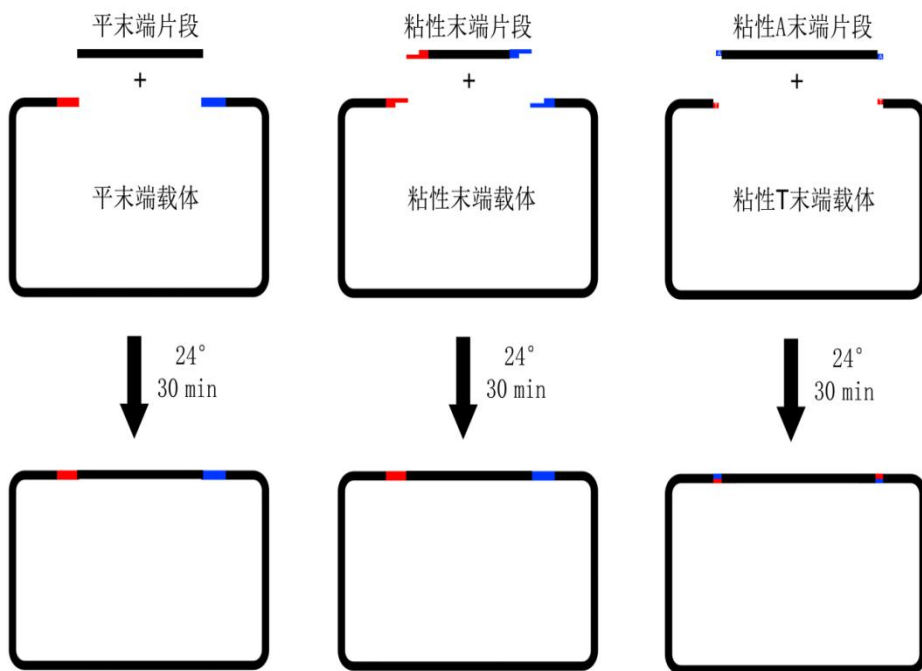 平末端片段
粘性末端片段
粘性A末端片段
+
+
+
平末端载体
粘性末端载体
粘性T末端载体
24°
30 min
24°
30 min
24°
30 min